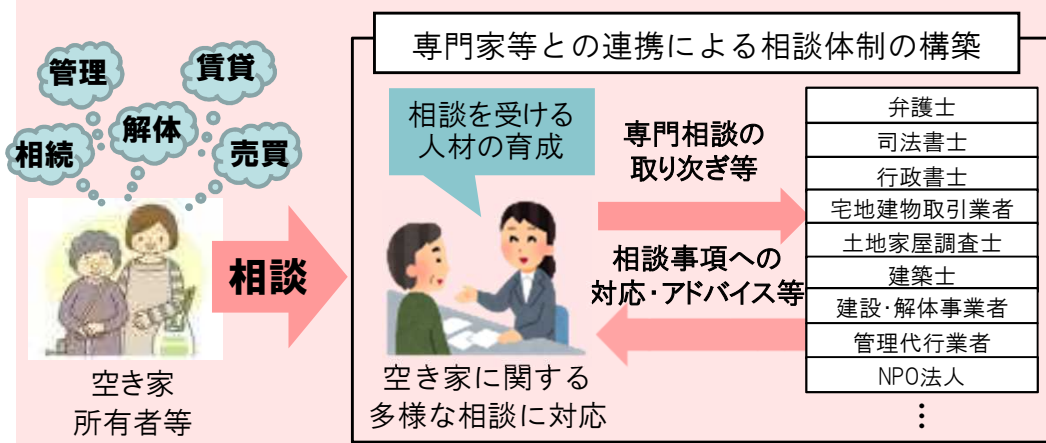 専門家等との連携による相談体制の構築
管理
賃貸
解体
相続
売買
相談
空き家
所有者等
相談を受ける
人材の育成
空き家に関する
多様な相談に対応
専門相談の
取り次ぎ等
相談事項への
対応・アドバイス等
弁護士
司法書士
行政書士
宅地建物取引業者
土地家屋調査士
建築士
建設・解体事業者
管理代行業者
NPO法人
⋮